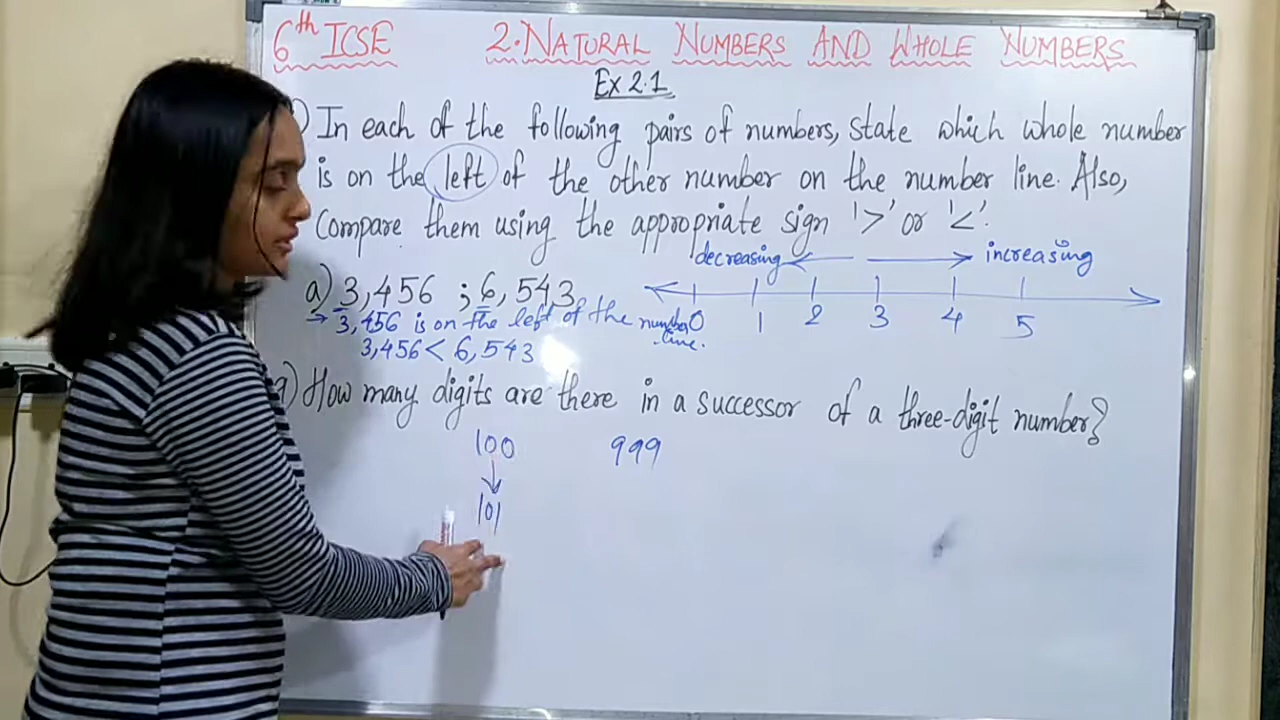 6th ICSE 2. NATURAL NUMBERS AND WHOLE NUMBERS
Ex 2.1
) In each of the following pairs of numbers, state which whole number
is on the left of the other number on the number line. Also,
Compare them using the appropriate sign '>' or '<'.
decreasing increasing
a) 3,456 ; 6,543
→ 3,456 is on the left of the number line.
0 1 2 3 4 5
3,456 < 6,543
9) How many digits are there in a successor of a three-digit number?
100 999
101